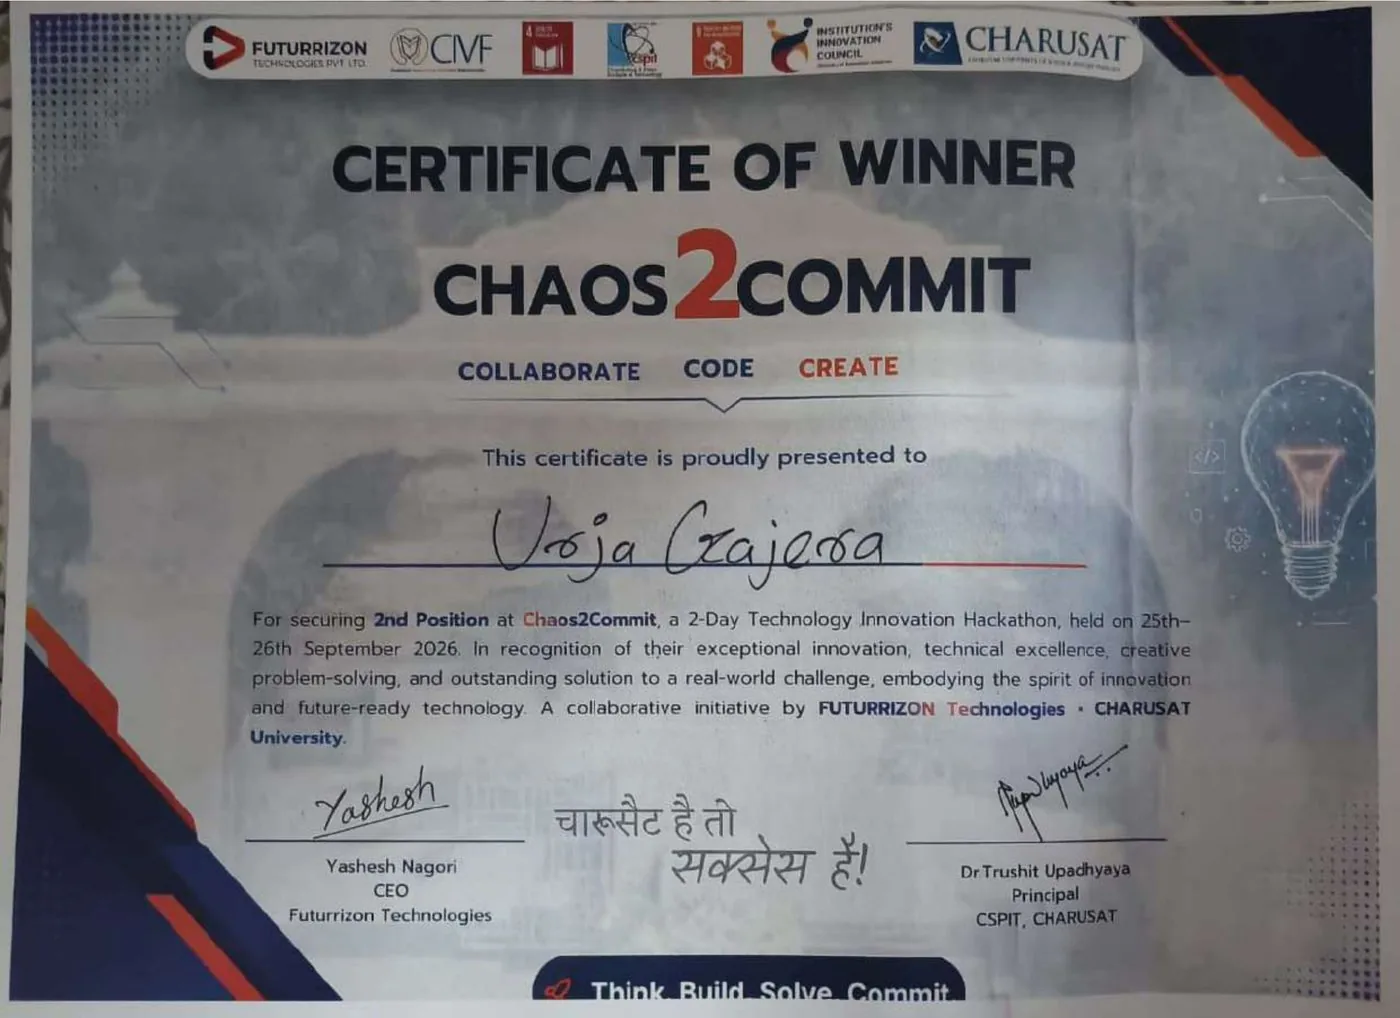 FUTURRIZON
TECHNOLOGIES PVT. LTD.
CIVF
4
cspit
INSTITUTION'S
INNOVATION
COUNCIL
CHARUSAT
CERTIFICATE OF WINNER
CHAOS2COMMIT
COLLABORATE CODE CREATE
This certificate is proudly presented to
Urja Gajera
</>
For securing 2nd Position at Chaos2Commit, a 2-Day Technology Innovation Hackathon, held on 25th–
26th September 2026. In recognition of their exceptional innovation, technical excellence, creative
problem-solving, and outstanding solution to a real-world challenge, embodying the spirit of innovation
and future-ready technology. A collaborative initiative by FUTURRIZON Technologies • CHARUSAT
University.
Yashesh
चारूसैट है तो
सक्सेस है!
Yashesh Nagori
CEO
Futurrizon Technologies
Dr Trushit Upadhyaya
Principal
CSPIT, CHARUSAT
Think. Build. Solve. Commit.